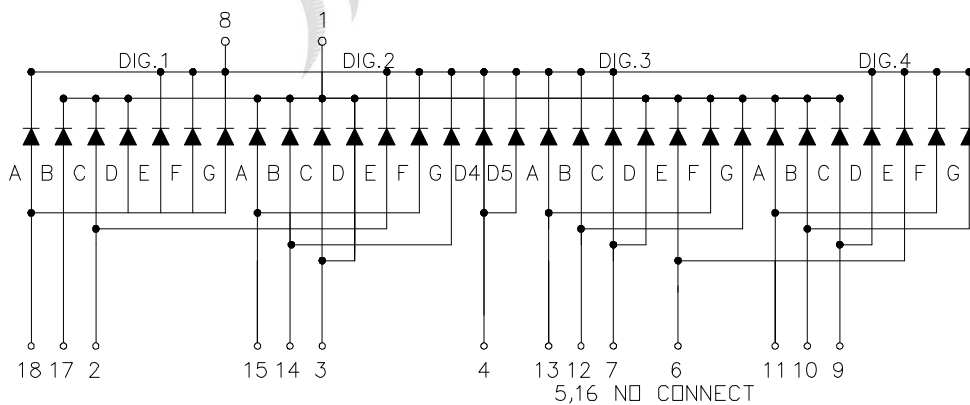 8 1
DIG.1 DIG.2 DIG.3 DIG.4
A B C D E F G A B C D E F G D4 D5 A B C D E F G A B C D E F G
18 17 2 15 14 3 4 13 12 7 6 11 10 9
5,16 NO CONNECT